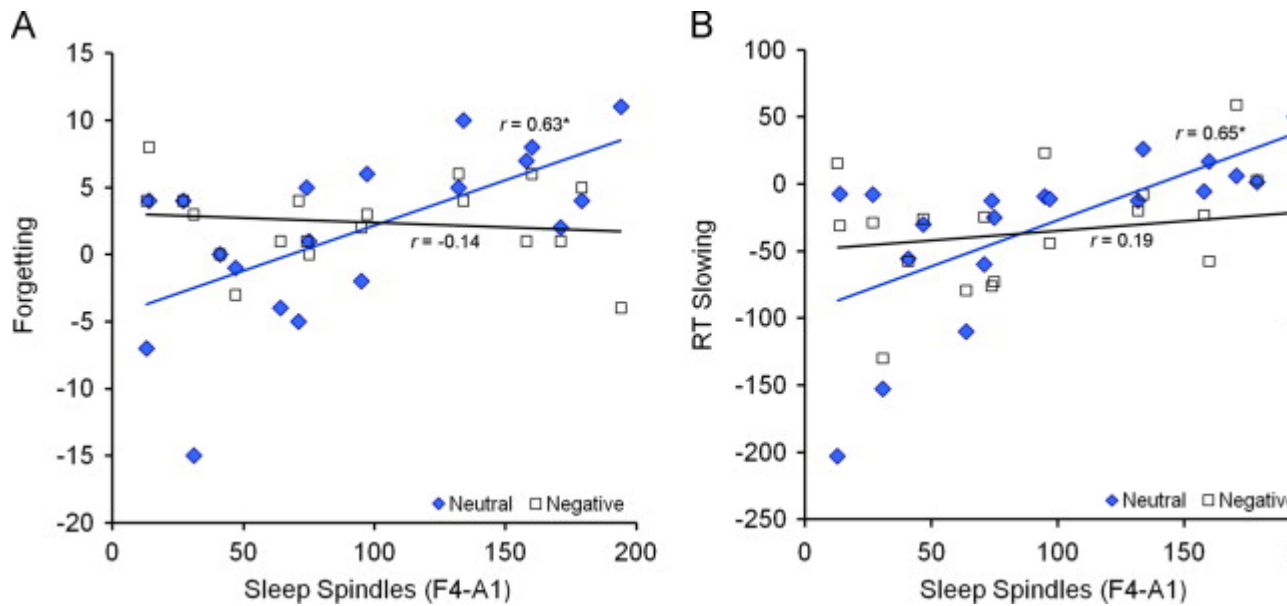 A
15
10
5
0
-5
-10
-15
-20
Forgetting
r = 0.63*
r = -0.14
Neutral Negative
0 50 100 150 200
Sleep Spindles (F4-A1)
B
100
50
0
-50
-100
-150
-200
-250
RT Slowing
r = 0.65*
r = 0.19
Neutral Negative
0 50 100 150
Sleep Spindles (F4-A1)